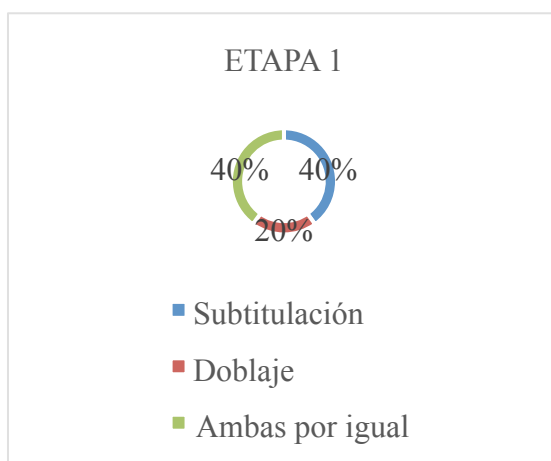 ETAPA 1
40% 40%
20%
Subtitulación
Doblaje
Ambas por igual